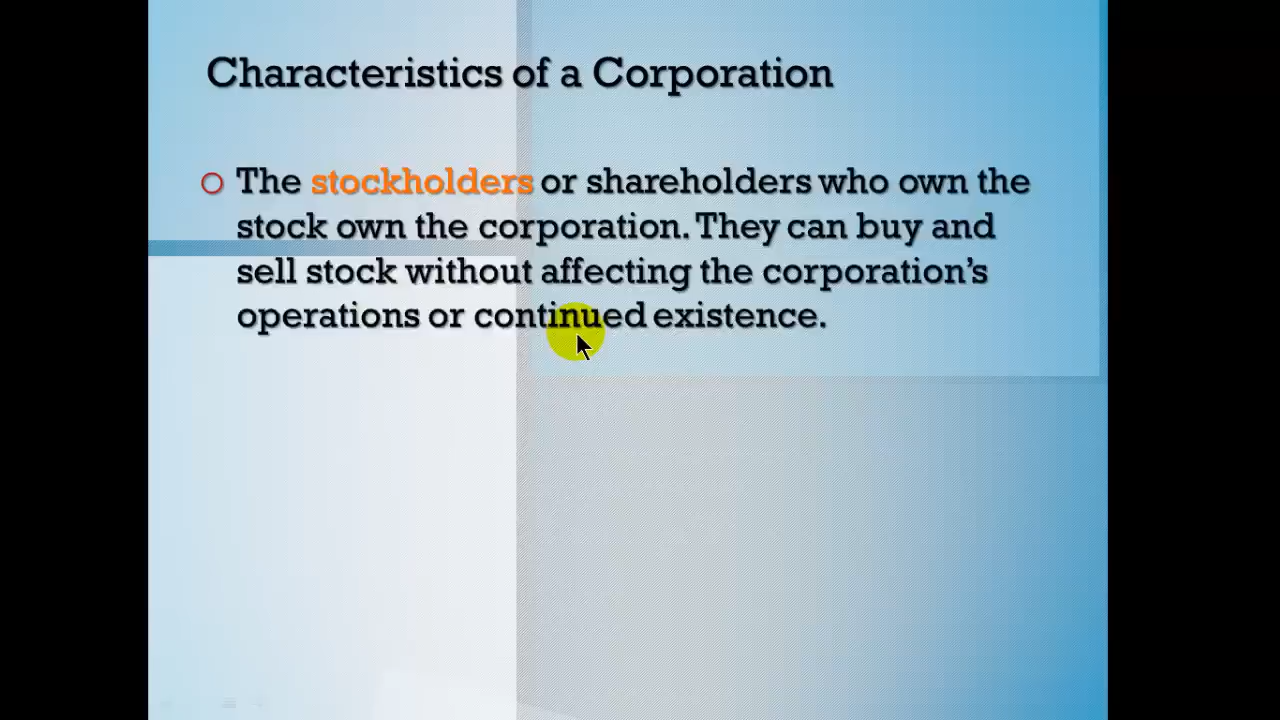 Characteristics of a Corporation
The stockholders or shareholders who own the
stock own the corporation. They can buy and
sell stock without affecting the corporation’s
operations or continued existence.